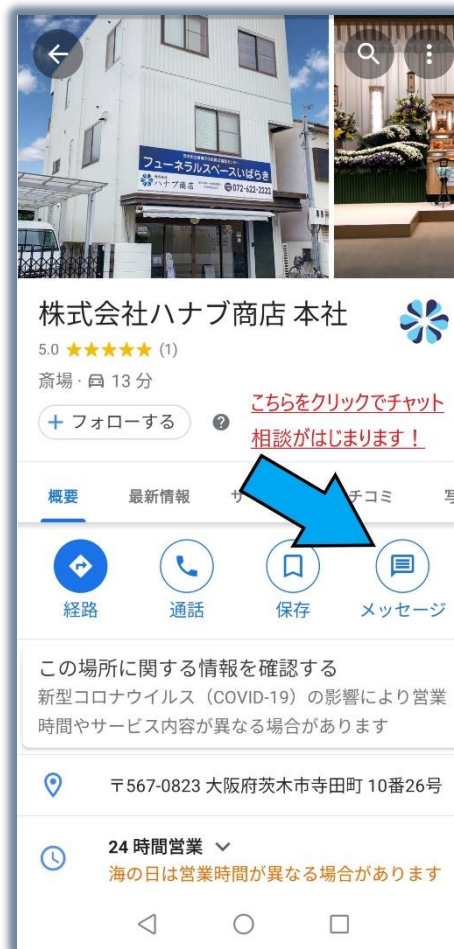 フューネラルスペースいばらき
ハナブ商店
072-622-2222
株式会社ハナブ商店 本社
5.0 ★★★★★ (1)
斎場・ 13 分
+ フォローする
こちらをクリックでチャット
相談がはじまります！
概要 最新情報 サ チコミ 写
経路 通話 保存 メッセージ
この場所に関する情報を確認する
新型コロナウイルス（COVID-19）の影響により営業
時間やサービス内容が異なる場合があります
〒567-0823 大阪府茨木市寺田町 10番26号
24 時間営業
海の日は営業時間が異なる場合があります